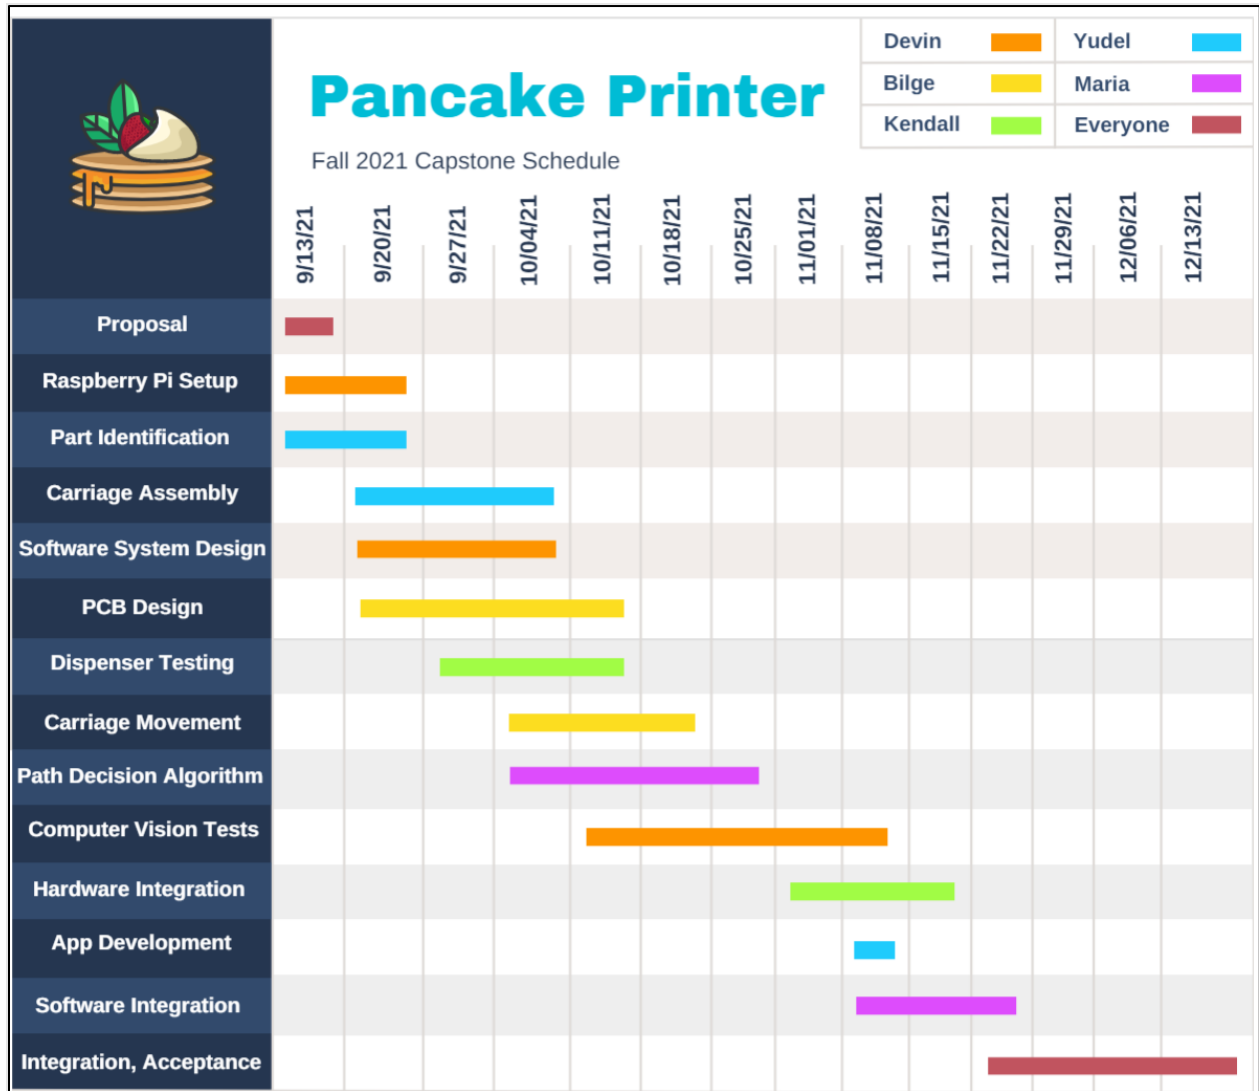 Devin
Yudel
Bilge
Maria
Kendall
Everyone
Pancake Printer
Fall 2021 Capstone Schedule
9/13/21
9/20/21
9/27/21
10/04/21
10/11/21
10/18/21
10/25/21
11/01/21
11/08/21
11/15/21
11/22/21
11/29/21
12/06/21
12/13/21
Proposal
Raspberry Pi Setup
Part Identification
Carriage Assembly
Software System Design
PCB Design
Dispenser Testing
Carriage Movement
Path Decision Algorithm
Computer Vision Tests
Hardware Integration
App Development
Software Integration
Integration, Acceptance